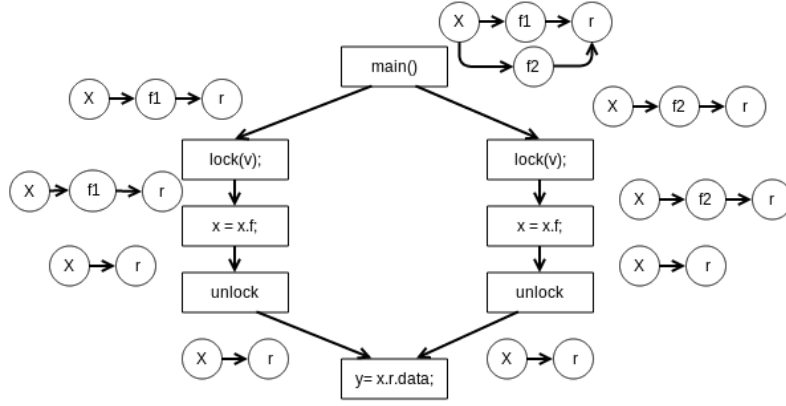 X f1 r
f2
main()
X f1 r
X f2 r
lock(v);
lock(v);
X f1 r
x = x.f;
x = x.f;
X f2 r
X r
unlock
unlock
X r
X r
y= x.r.data;
X r